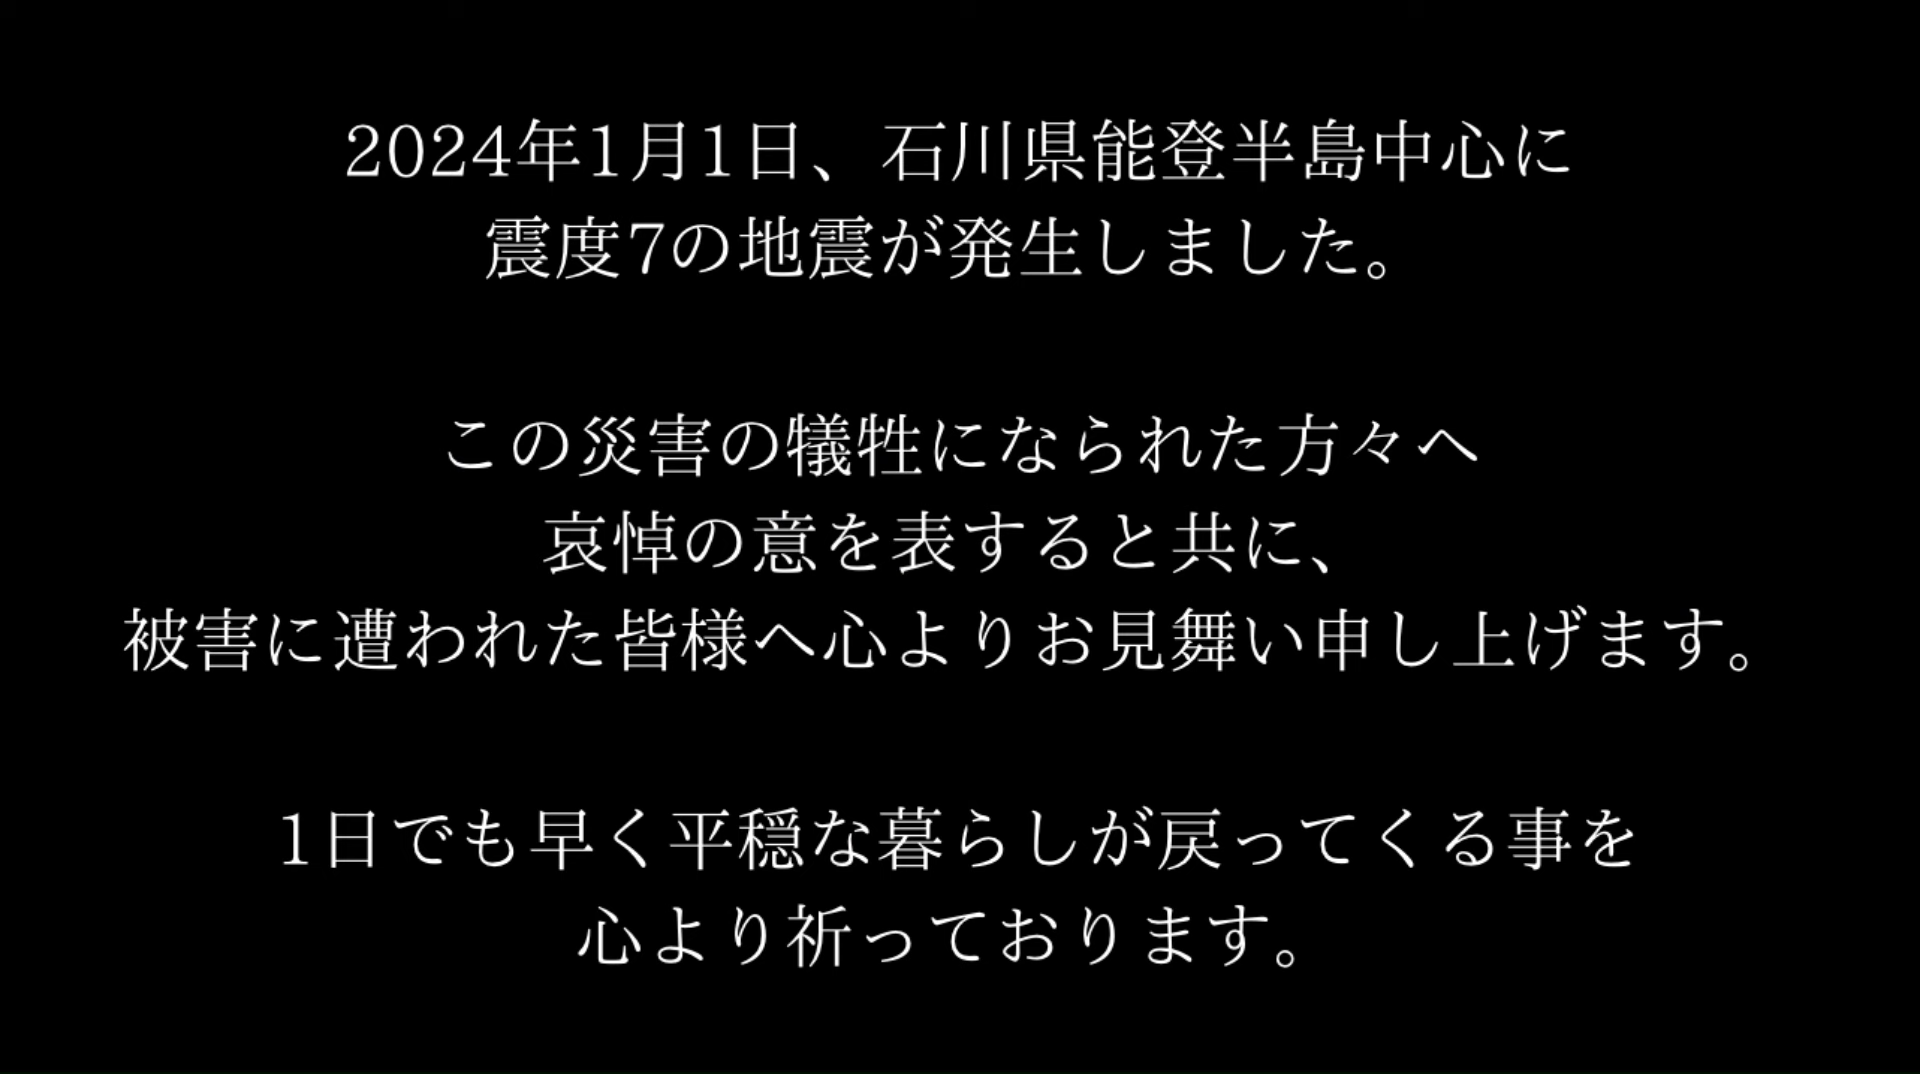 2024年1月1日、石川県能登半島中心に
震度7の地震が発生しました。
この災害の犠牲になられた方々へ
哀悼の意を表すると共に、
被害に遭われた皆様へ心よりお見舞い申し上げます。
1日でも早く平穏な暮らしが戻ってくる事を
心より祈っております。